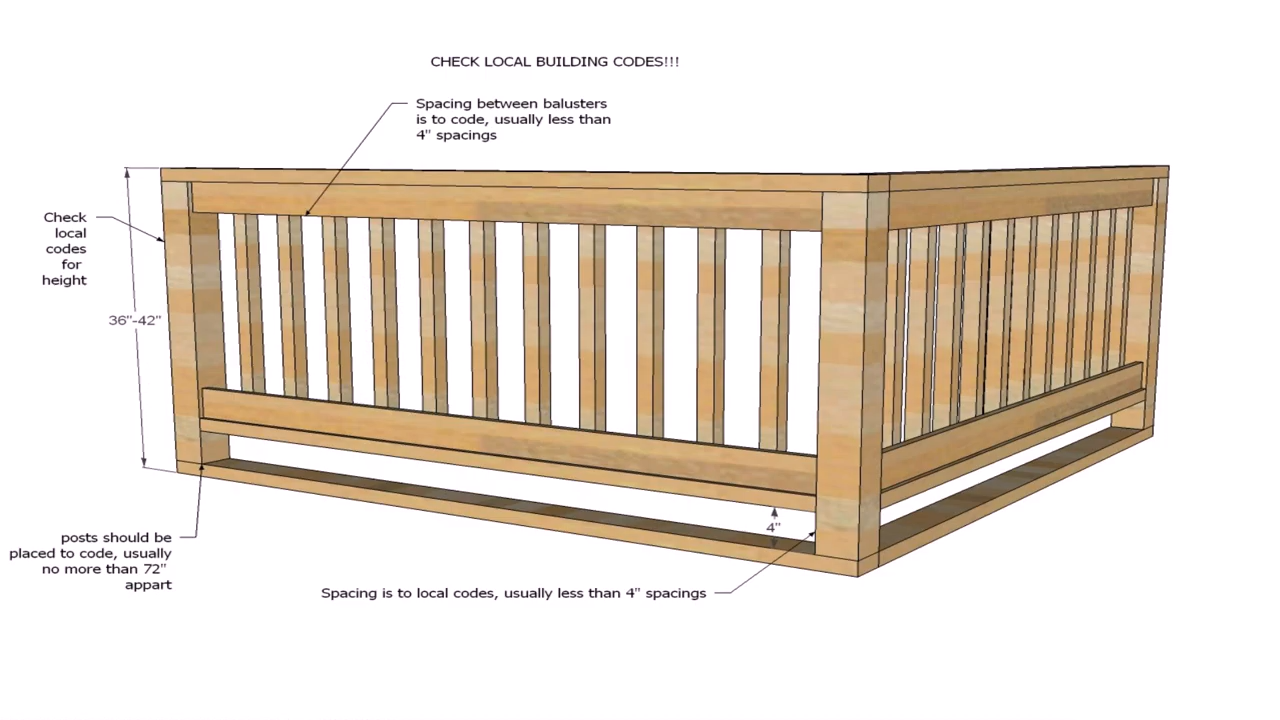 CHECK LOCAL BUILDING CODES!!!
Spacing between balusters
is to code, usually less than
4" spacings
Check
local
codes
for
height
36"-42"
4"
posts should be
placed to code, usually
no more than 72"
appart
Spacing is to local codes, usually less than 4" spacings